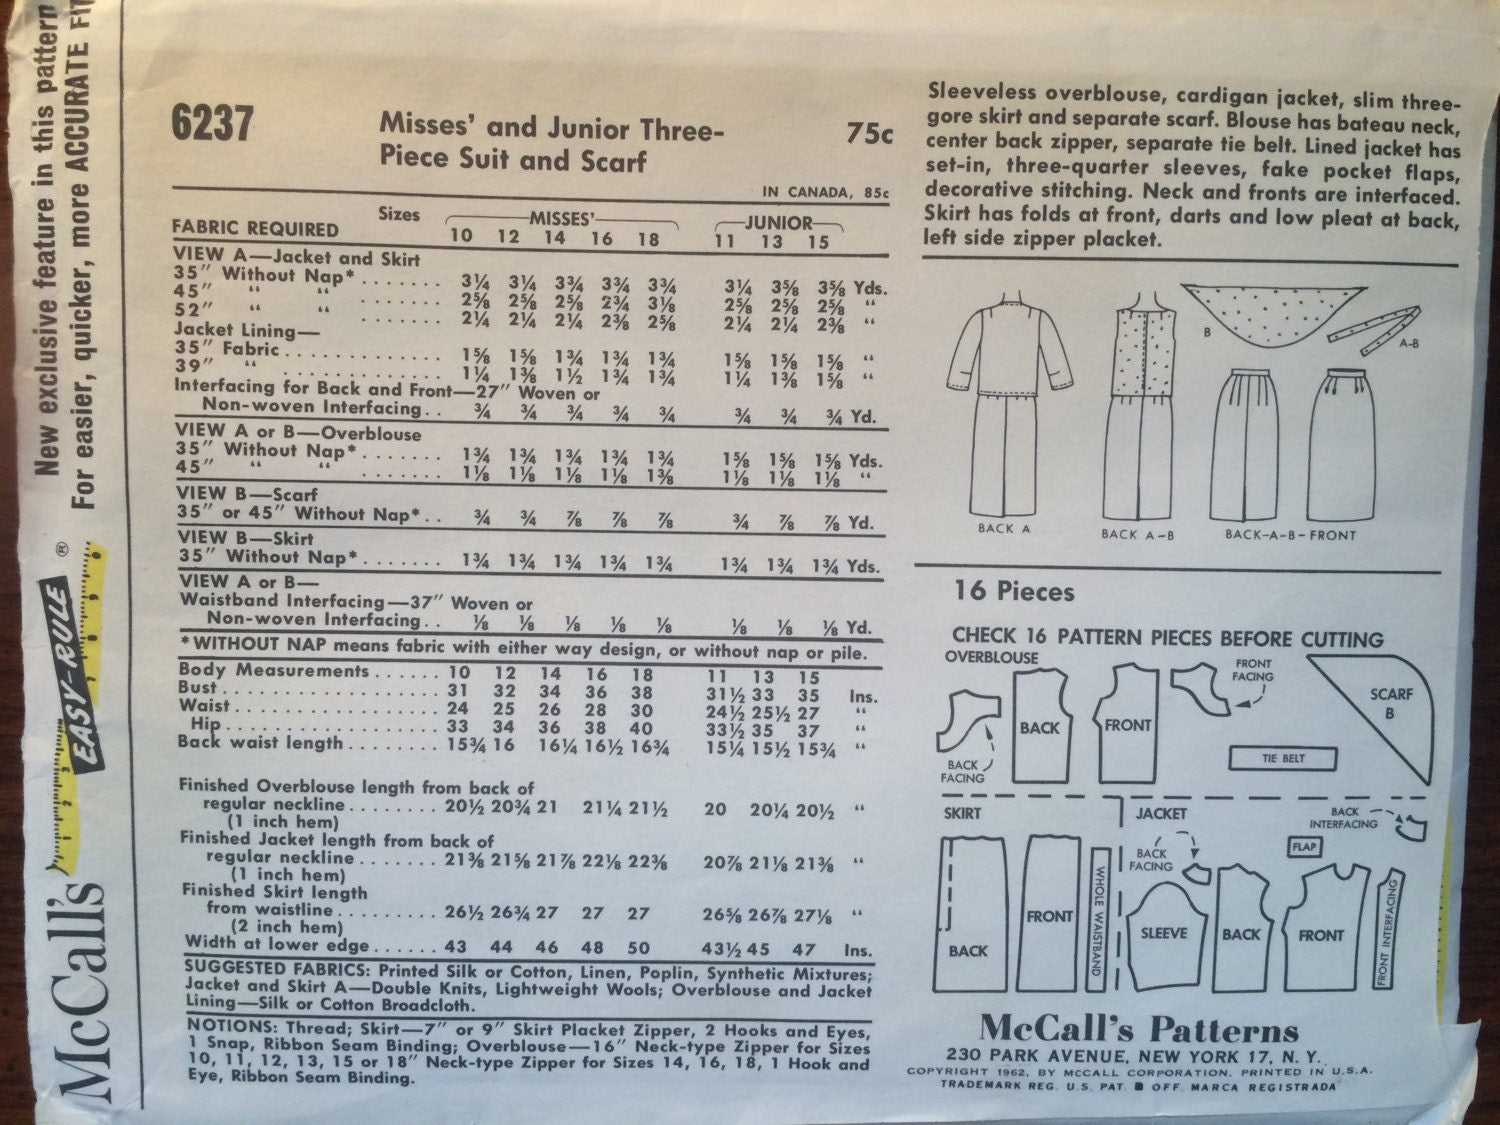 New exclusive feature in this pattern
For easier, quicker, more ACCURATE FIT
McCall's
EASY-RULE ®
6237
Misses' and Junior Three-
Piece Suit and Scarf
75c
IN CANADA, 85c
Sizes MISSES' JUNIOR
FABRIC REQUIRED 10 12 14 16 18 11 13 15
VIEW A—Jacket and Skirt
35" Without Nap* . . . . . . . 3¼ 3¼ 3¾ 3¾ 3¾ 3¼ 3⅜ 3⅜ Yds.
45" " " . . . . . . . 2⅝ 2⅝ 2⅝ 2¾ 3⅛ 2⅝ 2⅝ 2⅝ "
52" " " . . . . . . . 2¼ 2¼ 2¼ 2⅜ 2⅝ 2¼ 2¼ 2⅜ "
Jacket Lining—
35" Fabric . . . . . . . . . . . . . 1⅝ 1⅝ 1¾ 1¾ 1¾ 1⅝ 1⅝ 1⅝ "
39" " . . . . . . . . . . . . . 1¼ 1⅜ 1½ 1¾ 1¾ 1¼ 1⅜ 1⅝ "
Interfacing for Back and Front—27" Woven or
Non-woven Interfacing . . ¾ ¾ ¾ ¾ ¾ ¾ ¾ ¾ Yd.
VIEW A or B—Overblouse
35" Without Nap* . . . . . . . 1¾ 1¾ 1¾ 1¾ 1¾ 1⅝ 1⅝ 1⅝ Yds.
45" " " . . . . . . . 1⅛ 1⅛ 1⅛ 1⅛ 1⅜ 1⅛ 1⅛ 1⅛ "
VIEW B—Scarf
35" or 45" Without Nap* . . ¾ ¾ ⅞ ⅞ ⅞ ¾ ⅞ ⅞ Yd.
VIEW B—Skirt
35" Without Nap* . . . . . . . 1¾ 1¾ 1¾ 1¾ 1¾ 1¾ 1¾ 1¾ Yds.
VIEW A or B—
Waistband Interfacing—37" Woven or
Non-woven Interfacing . . ⅛ ⅛ ⅛ ⅛ ⅛ ⅛ ⅛ ⅛ Yd.
*WITHOUT NAP means fabric with either way design, or without nap or pile.
Body Measurements . . . . . . 10 12 14 16 18 11 13 15
Bust . . . . . . . . . . . . . . . . . . 31 32 34 36 38 31½ 33 35 Ins.
Waist . . . . . . . . . . . . . . . . . 24 25 26 28 30 24½ 25½ 27 "
Hip . . . . . . . . . . . . . . . . . . 33 34 36 38 40 33½ 35 37 "
Back waist length . . . . . . . . 15¾ 16 16¼ 16½ 16¾ 15¼ 15½ 15¾ "
Finished Overblouse length from back of
regular neckline . . . . . . . . 20½ 20¾ 21 21¼ 21½ 20 20¼ 20½ "
(1 inch hem)
Finished Jacket length from back of
regular neckline . . . . . . . 21⅜ 21⅝ 21⅞ 22⅛ 22⅜ 20⅞ 21⅛ 21⅜ "
(1 inch hem)
Finished Skirt length
from waistline . . . . . . . . . 26½ 26¾ 27 27 27 26⅝ 26⅞ 27⅛ "
(2 inch hem)
Width at lower edge . . . . . . 43 44 46 48 50 43½ 45 47 Ins.
SUGGESTED FABRICS: Printed Silk or Cotton, Linen, Poplin, Synthetic Mixtures;
Jacket and Skirt A—Double Knits, Lightweight Wools; Overblouse and Jacket
Lining—Silk or Cotton Broadcloth.
NOTIONS: Thread; Skirt—7" or 9" Skirt Placket Zipper, 2 Hooks and Eyes,
1 Snap, Ribbon Seam Binding; Overblouse—16" Neck-type Zipper for Sizes
10, 11, 12, 13, 15 or 18" Neck-type Zipper for Sizes 14, 16, 18, 1 Hook and
Eye, Ribbon Seam Binding.
Sleeveless overblouse, cardigan jacket, slim three-
gore skirt and separate scarf. Blouse has bateau neck,
center back zipper, separate tie belt. Lined jacket has
set-in, three-quarter sleeves, fake pocket flaps,
decorative stitching. Neck and fronts are interfaced.
Skirt has folds at front, darts and low pleat at back,
left side zipper placket.
B
A-B
BACK A
BACK A-B
BACK-A-B-FRONT
16 Pieces
CHECK 16 PATTERN PIECES BEFORE CUTTING
OVERBLOUSE
BACK
FACING
BACK
FRONT
FRONT
FACING
TIE BELT
SCARF
B
SKIRT
BACK
FRONT
WHOLE WAISTBAND
JACKET
BACK
FACING
SLEEVE
BACK
FLAP
FRONT
BACK
INTERFACING
FRONT INTERFACING
McCall's Patterns
230 PARK AVENUE, NEW YORK 17, N. Y.
COPYRIGHT 1962, BY MCCALL CORPORATION. PRINTED IN U.S.A.
TRADEMARK REG. U.S. PAT. ■ OFF. MARCA REGISTRADA